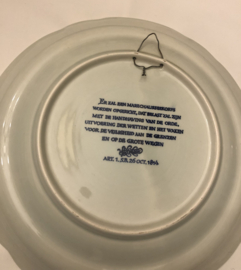 ER ZAL EEN MARECHAUSSEEKORPS
WORDEN OPGERICHT, DAT BELAST ZAL ZIJN
MET DE HANDHAVING VAN DE ORDE,
UITVOERING DER WETTEN EN HET WAKEN
VOOR DE VEILIGHEID AAN DE GRENZEN
EN OP DE GROTE WEGEN
ART. 1, KB, 26 OCT. 1814